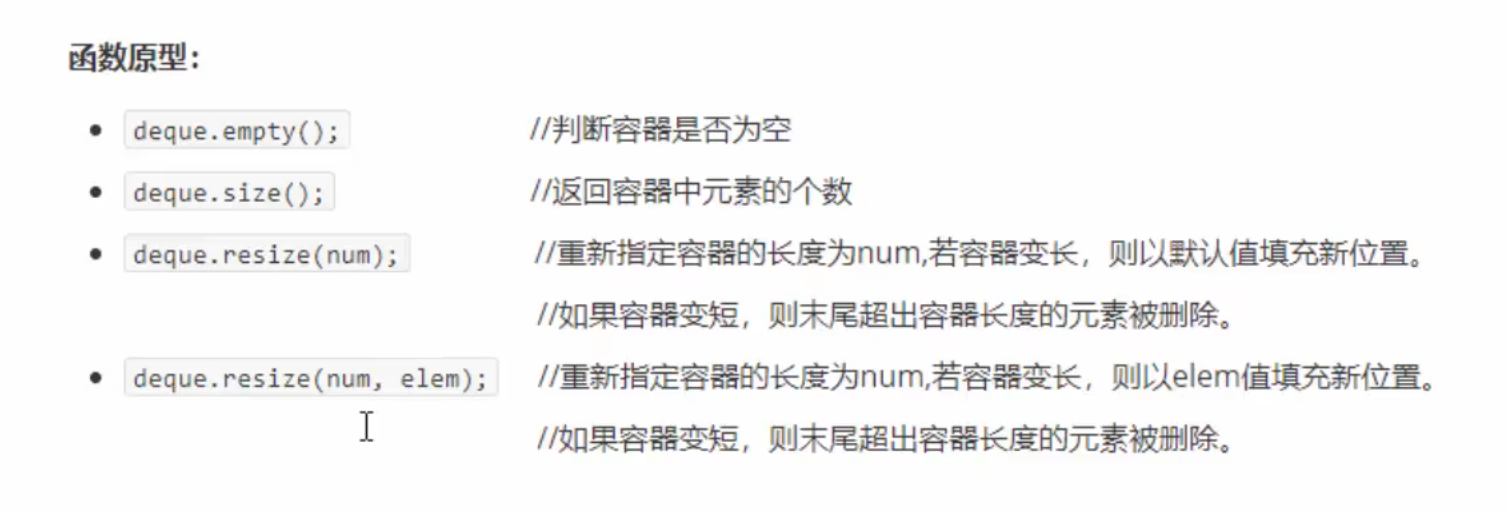 函数原型：
deque.empty(); //判断容器是否为空
deque.size(); //返回容器中元素的个数
deque.resize(num); //重新指定容器的长度为num,若容器变长，则以默认值填充新位置。
//如果容器变短，则末尾超出容器长度的元素被删除。
deque.resize(num, elem); //重新指定容器的长度为num,若容器变长，则以elem值填充新位置。
//如果容器变短，则末尾超出容器长度的元素被删除。